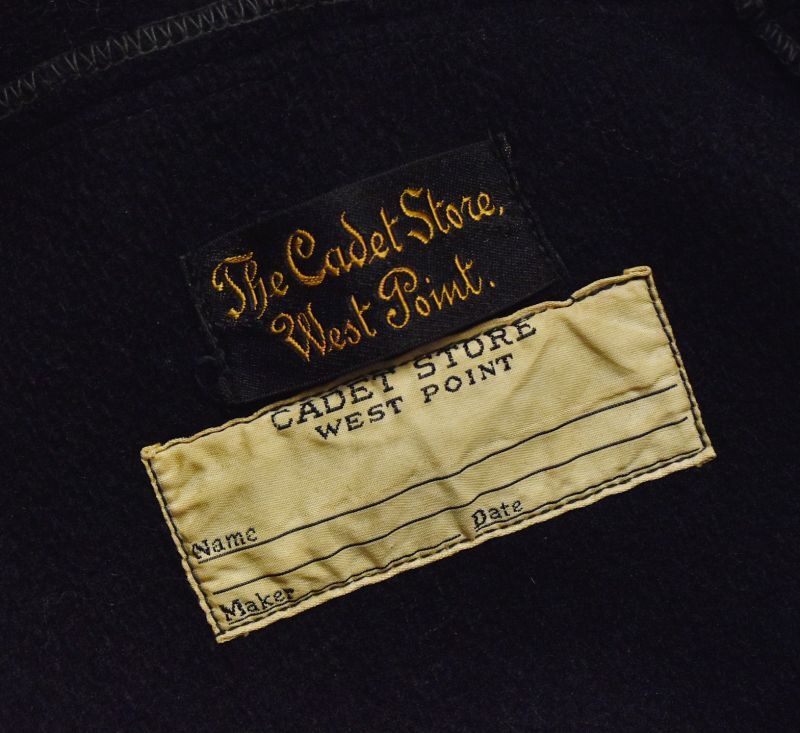 The Cadet Store,
West Point.
CADET STORE
WEST POINT
Name
Date
Maker